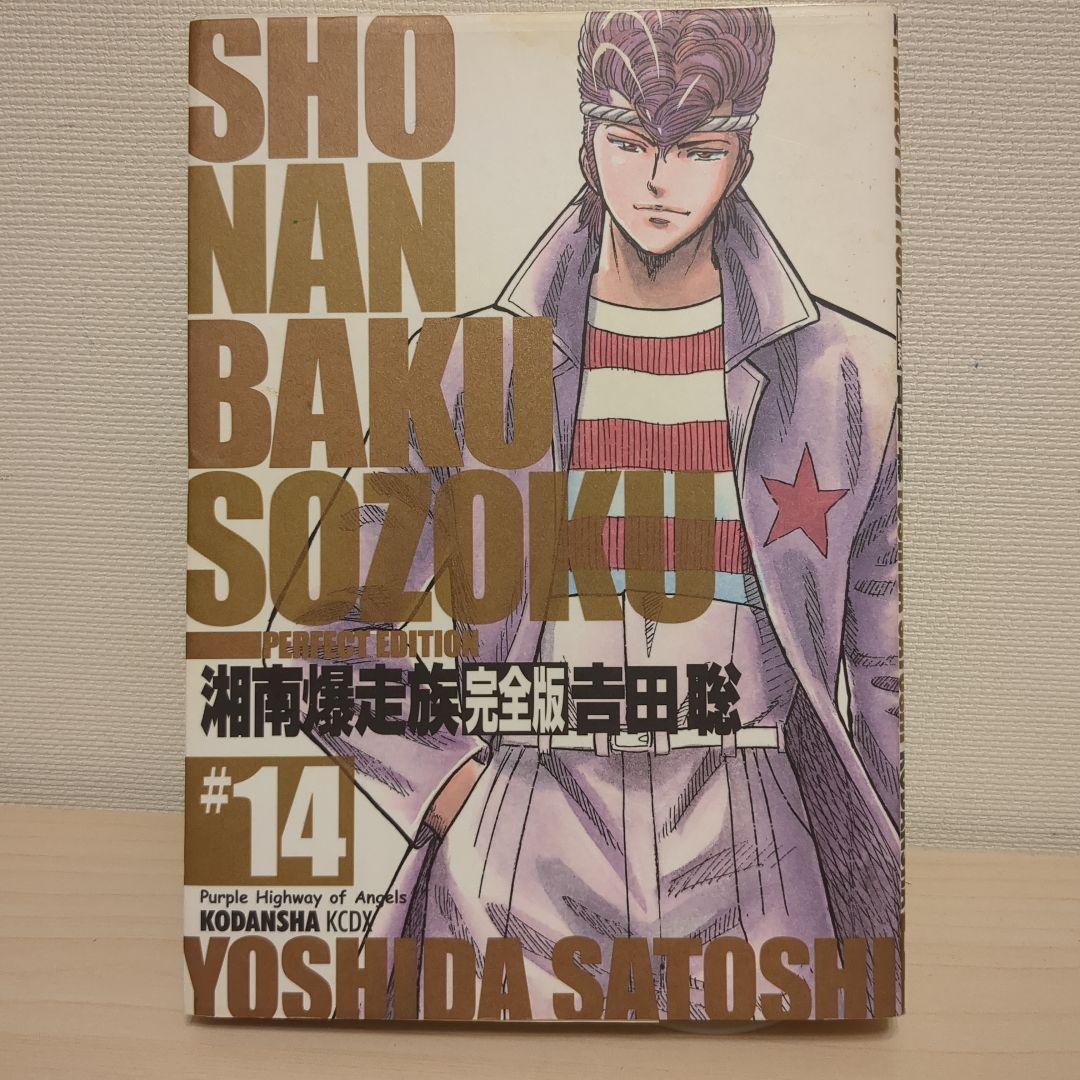 SHO
NAN
BAKU
SOZOKU
PERFECT EDITION
湘南爆走族完全版 吉田聡
#14
Purple Highway of Angels
KODANSHA KCDX
YOSHIDA SATOSHI